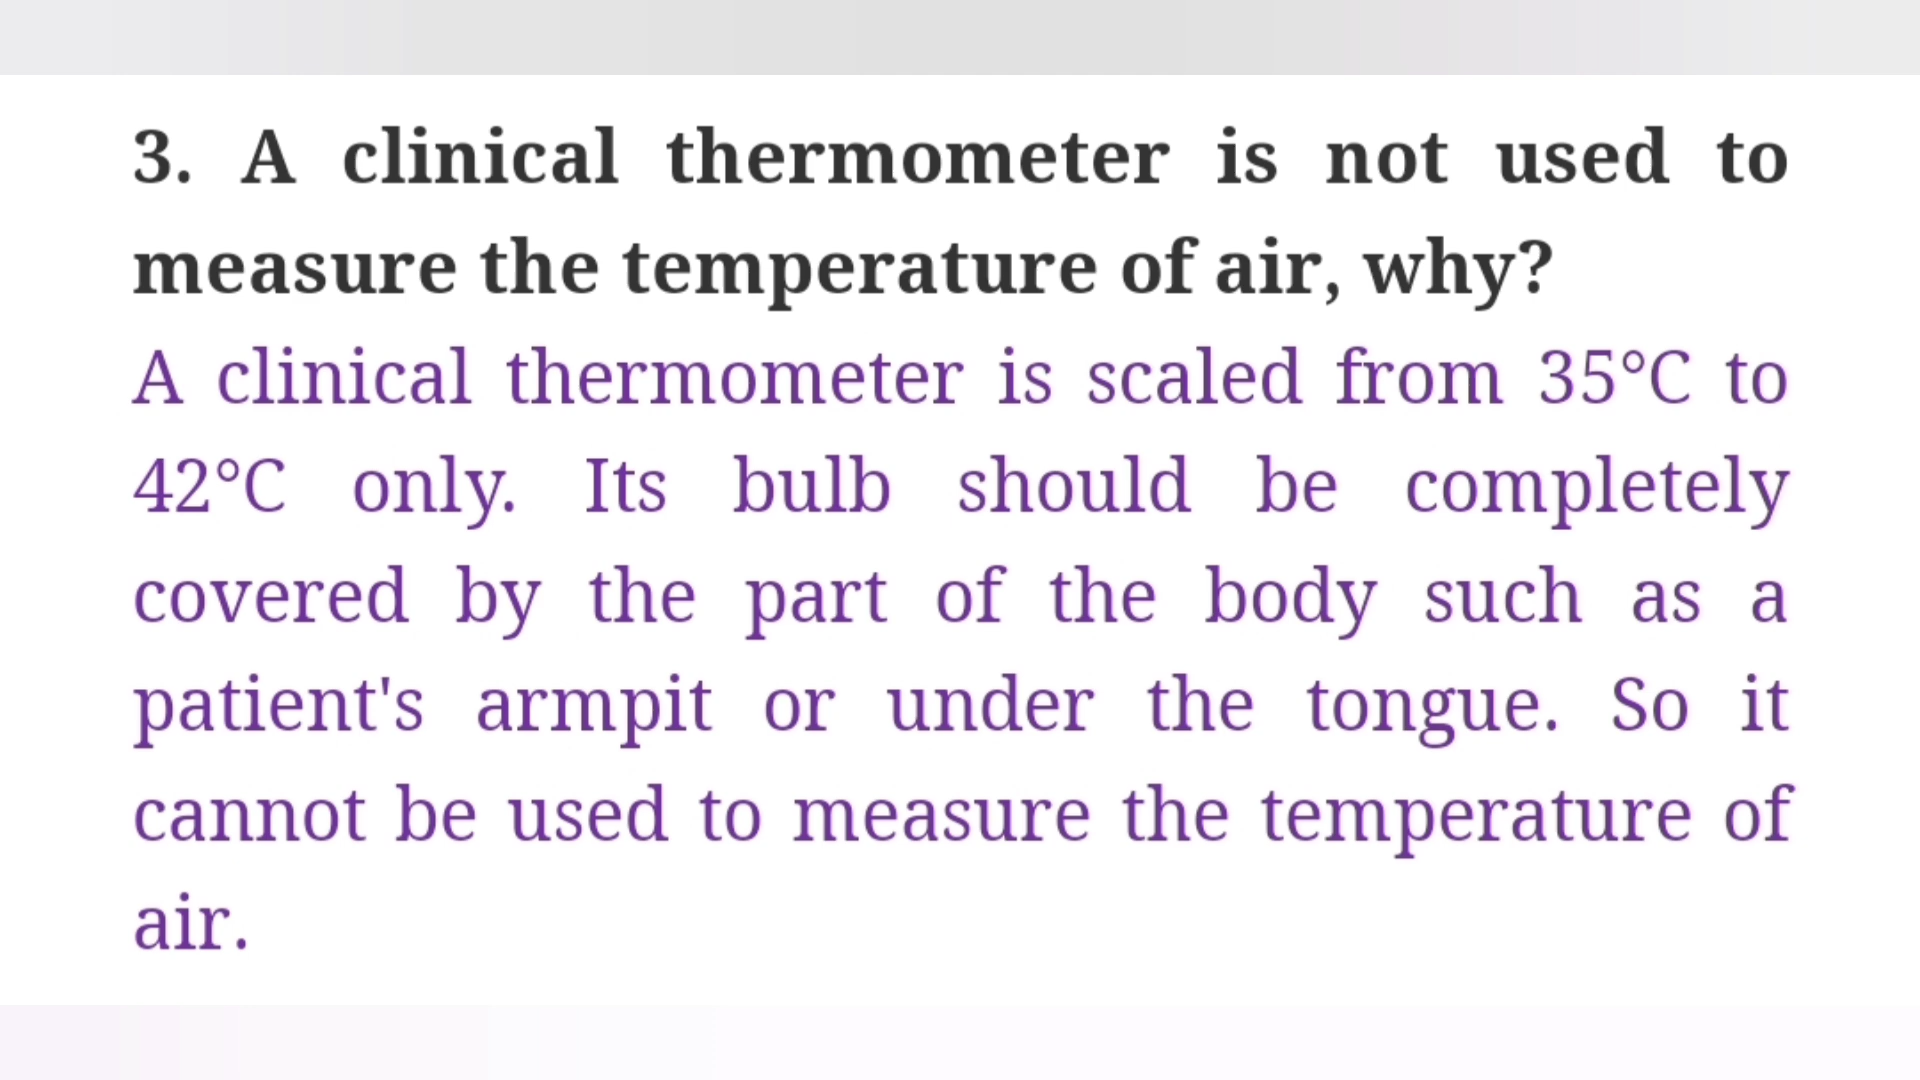 3. A clinical thermometer is not used to
measure the temperature of air, why?
A clinical thermometer is scaled from 35°C to
42°C only. Its bulb should be completely
covered by the part of the body such as a
patient's armpit or under the tongue. So it
cannot be used to measure the temperature of
air.